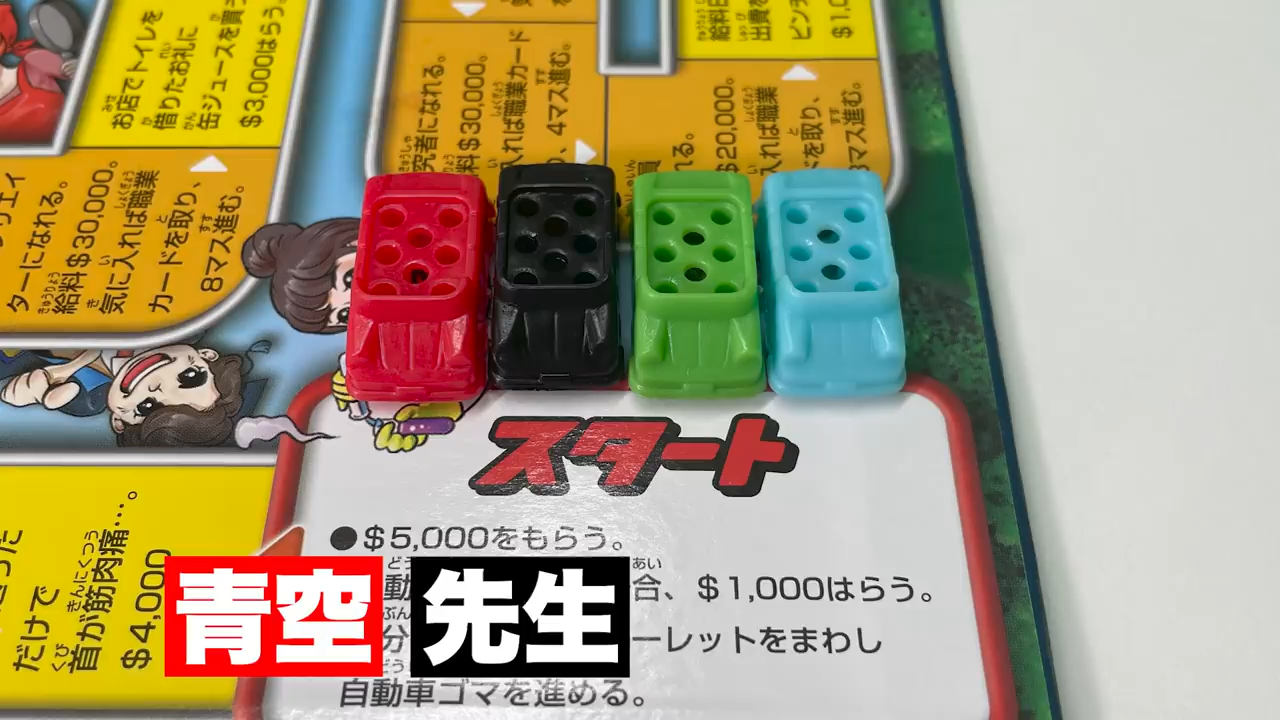 お店でトイレを
借りたお礼に
缶ジュースを買う
$3,000はらう。
ターになれる。
給料$30,000。
気に入れば職業
カードを取り、
8マス進む。
だけで
首が筋肉痛…。
$4,000
究者になれる。
料$30,000。
入れば職業カード
、4マス進む。
れる。
$20,000。
入れば職業
ドを取り、
マス進む。
給料日
出費を
ピンチ
$1,0
スタート
●$5,000をもらう。
動 合、$1,000はらう。
分 ーレットをまわし
自動車ゴマを進める。
青空 先生